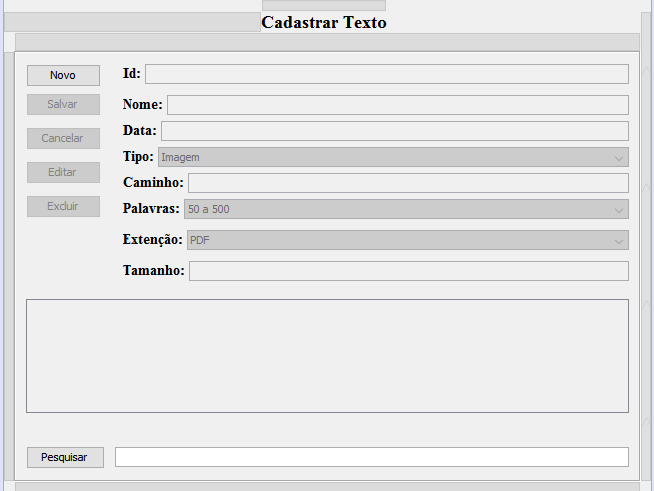 Cadastrar Texto
Novo
Id:
Salvar
Nome:
Cancelar
Data:
Tipo: Imagem
Editar
Caminho:
Excluir
Palavras: 50 a 500
Extenção: PDF
Tamanho:
Pesquisar